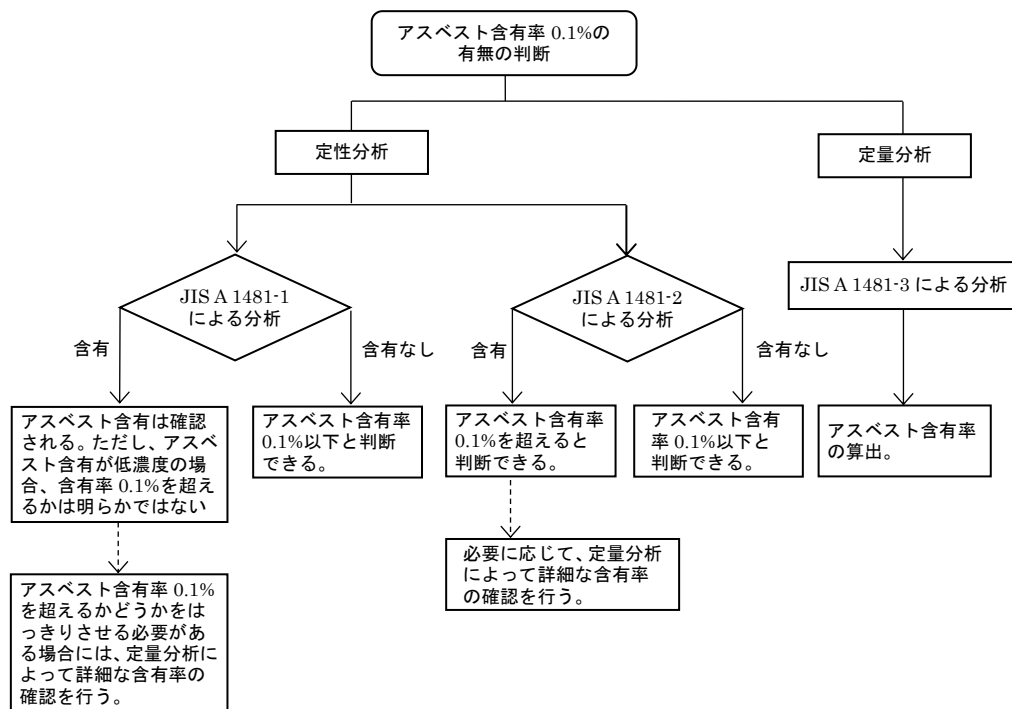 アスベスト含有率 0.1%の
有無の判断
定性分析
定量分析
JIS A 1481-1
による分析
JIS A 1481-2
による分析
JIS A 1481-3 による分析
含有
含有なし
含有
含有なし
アスベスト含有は確認
される。ただし、アスベ
スト含有が低濃度の場
合、含有率 0.1%を超え
るかは明らかではない
アスベスト含有率
0.1%以下と判断
できる。
アスベスト含有率
0.1%を超えると
判断できる。
アスベスト含有
率 0.1%以下と
判断できる。
アスベスト含有率
の算出。
アスベスト含有率 0.1%
を超えるかどうかをは
っきりさせる必要があ
る場合には、定量分析に
よって詳細な含有率の
確認を行う。
必要に応じて、定量分析
によって詳細な含有率
の確認を行う。